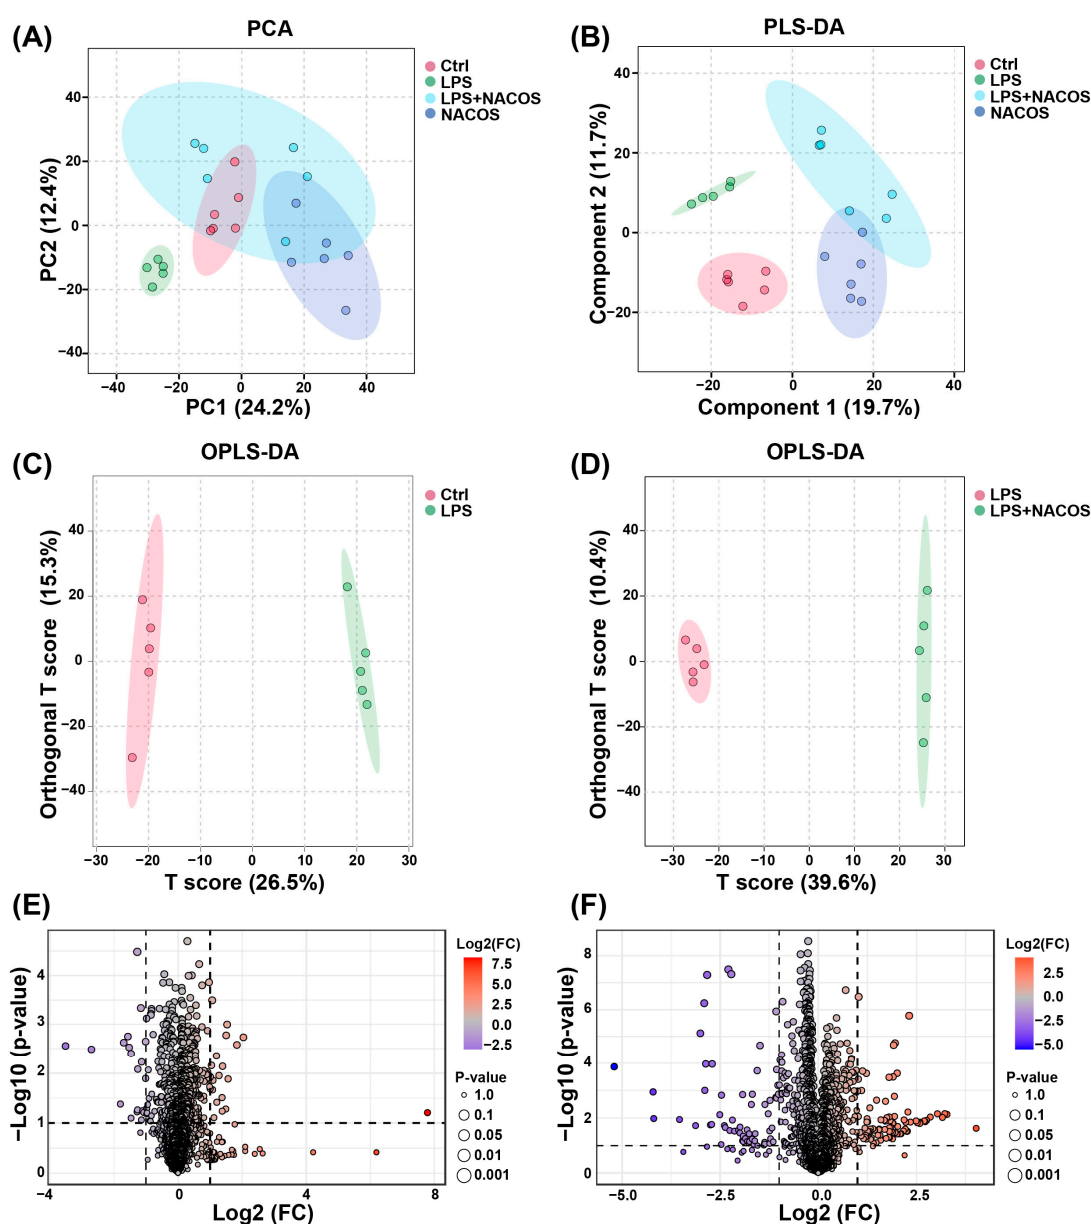 (A)
PCA
PC2 (12.4%)
40
20
0
−20
−40
−40
−20
0
20
40
PC1 (24.2%)
Ctrl
LPS
LPS+NACOS
NACOS
(B)
PLS-DA
Component 2 (11.7%)
40
20
0
−20
−20
0
20
40
Component 1 (19.7%)
Ctrl
LPS
LPS+NACOS
NACOS
(C)
OPLS-DA
Orthogonal T score (15.3%)
40
20
0
−20
−40
−30
−20
−10
0
10
20
30
T score (26.5%)
Ctrl
LPS
(D)
OPLS-DA
Orthogonal T score (10.4%)
40
20
0
−20
−40
−30
−20
−10
0
10
20
30
T score (39.6%)
LPS
LPS+NACOS
(E)
−Log10 (p-value)
4
3
2
1
0
−4
0
4
8
Log2 (FC)
Log2(FC)
7.5
5.0
2.5
0.0
−2.5
P-value
1.0
0.1
0.05
0.01
0.001
(F)
−Log10 (p-value)
8
6
4
2
0
−5.0
−2.5
0.0
2.5
Log2 (FC)
Log2(FC)
2.5
0.0
−2.5
−5.0
P-value
1.0
0.1
0.05
0.01
0.001